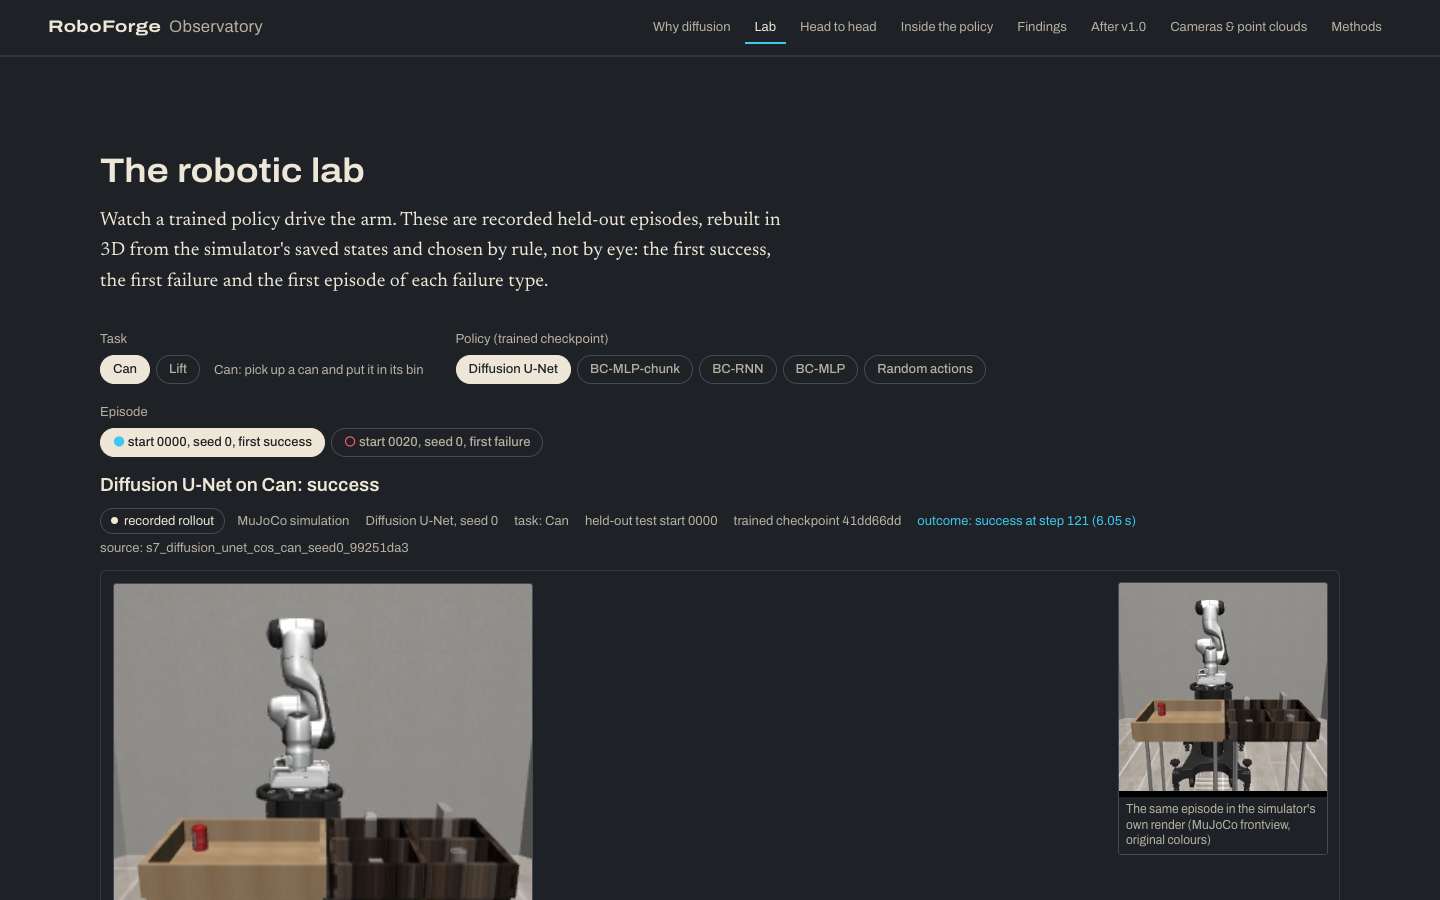 RoboForge Observatory
Why diffusion
Lab
Head to head
Inside the policy
Findings
After v1.0
Cameras & point clouds
Methods
The robotic lab
Watch a trained policy drive the arm. These are recorded held-out episodes, rebuilt in
3D from the simulator's saved states and chosen by rule, not by eye: the first success,
the first failure and the first episode of each failure type.
Task
Can
Lift
Can: pick up a can and put it in its bin
Policy (trained checkpoint)
Diffusion U-Net
BC-MLP-chunk
BC-RNN
BC-MLP
Random actions
Episode
start 0000, seed 0, first success
start 0020, seed 0, first failure
Diffusion U-Net on Can: success
recorded rollout
MuJoCo simulation
Diffusion U-Net, seed 0
task: Can
held-out test start 0000
trained checkpoint 41dd66dd
outcome: success at step 121 (6.05 s)
source: s7_diffusion_unet_cos_can_seed0_99251da3
The same episode in the simulator's
own render (MuJoCo frontview,
original colours)